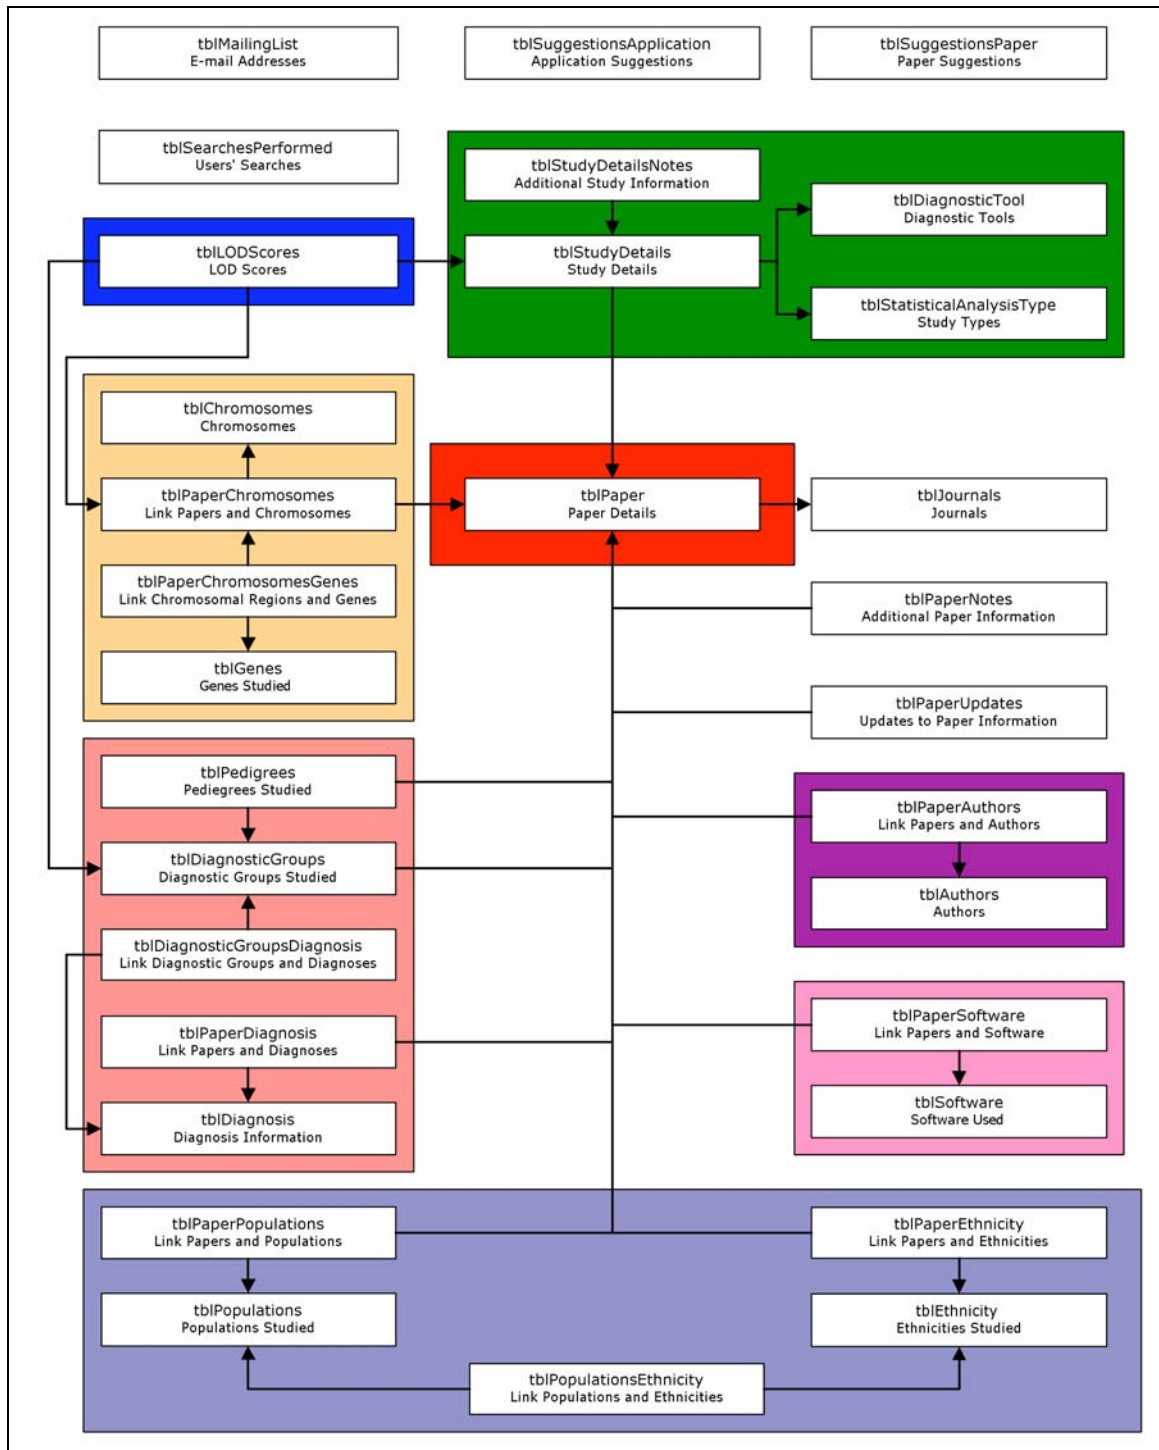 tblMailingList
E-mail Addresses
tblSuggestionsApplication
Application Suggestions
tblSuggestionsPaper
Paper Suggestions
tblSearchesPerformed
Users' Searches
tblStudyDetailsNotes
Additional Study Information
tblDiagnosticTool
Diagnostic Tools
tblLODScores
LOD Scores
tblStudyDetails
Study Details
tblStatisticalAnalysisType
Study Types
tblChromosomes
Chromosomes
tblPaperChromosomes
Link Papers and Chromosomes
tblPaper
Paper Details
tblJournals
Journals
tblPaperChromosomesGenes
Link Chromosomal Regions and Genes
tblPaperNotes
Additional Paper Information
tblGenes
Genes Studied
tblPaperUpdates
Updates to Paper Information
tblPedigrees
Pediegrees Studied
tblPaperAuthors
Link Papers and Authors
tblDiagnosticGroups
Diagnostic Groups Studied
tblAuthors
Authors
tblDiagnosticGroupsDiagnosis
Link Diagnostic Groups and Diagnoses
tblPaperSoftware
Link Papers and Software
tblPaperDiagnosis
Link Papers and Diagnoses
tblSoftware
Software Used
tblDiagnosis
Diagnosis Information
tblPaperPopulations
Link Papers and Populations
tblPaperEthnicity
Link Papers and Ethnicities
tblPopulations
Populations Studied
tblEthnicity
Ethnicities Studied
tblPopulationsEthnicity
Link Populations and Ethnicities